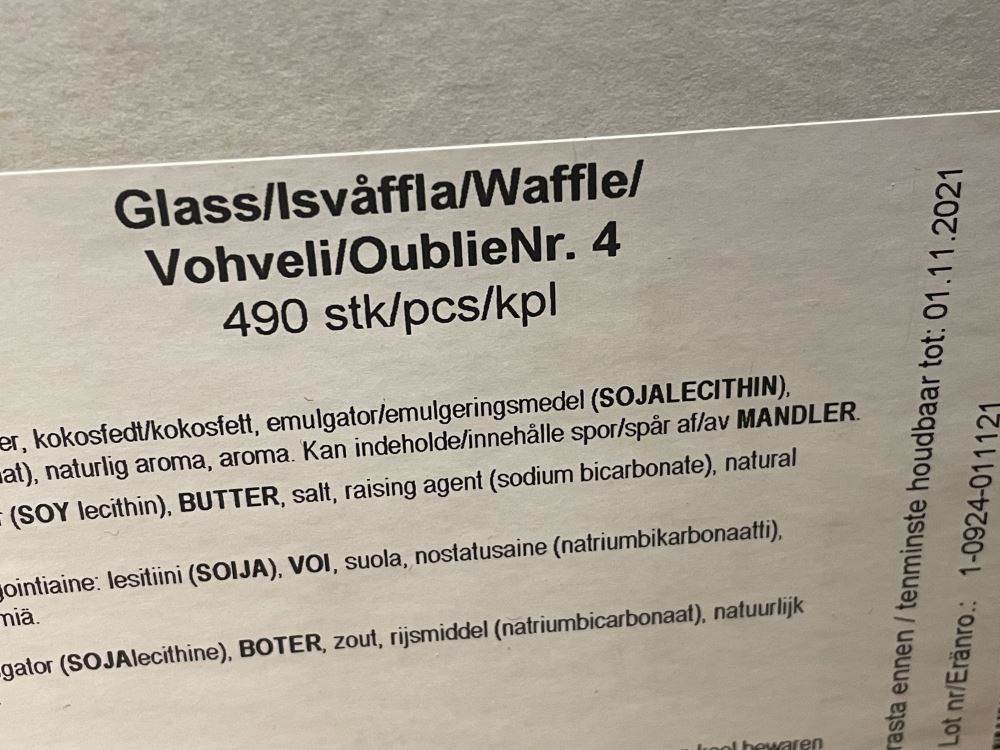 Glass/Isvåffla/Waffle/
Vohveli/OublieNr. 4
490 stk/pcs/kpl
er, kokosfedt/kokosfett, emulgator/emulgeringsmedel (SOJALECITHIN),
at), naturlig aroma, aroma. Kan indeholde/innehålle spor/spår af/av MANDLER.
(SOY lecithin), BUTTER, salt, raising agent (sodium bicarbonate), natural
jointiaine: lesitiini (SOIJA), VOI, suola, nostatusaine (natriumbikarbonaatti),
miä.
gator (SOJAlecithine), BOTER, zout, rijsmiddel (natriumbicarbonaat), natuurlijk
bewaren
rasta ennen / tenminste houdbaar tot: 01.11.2021
Lot nr/Eränro.: 1-0924-011121